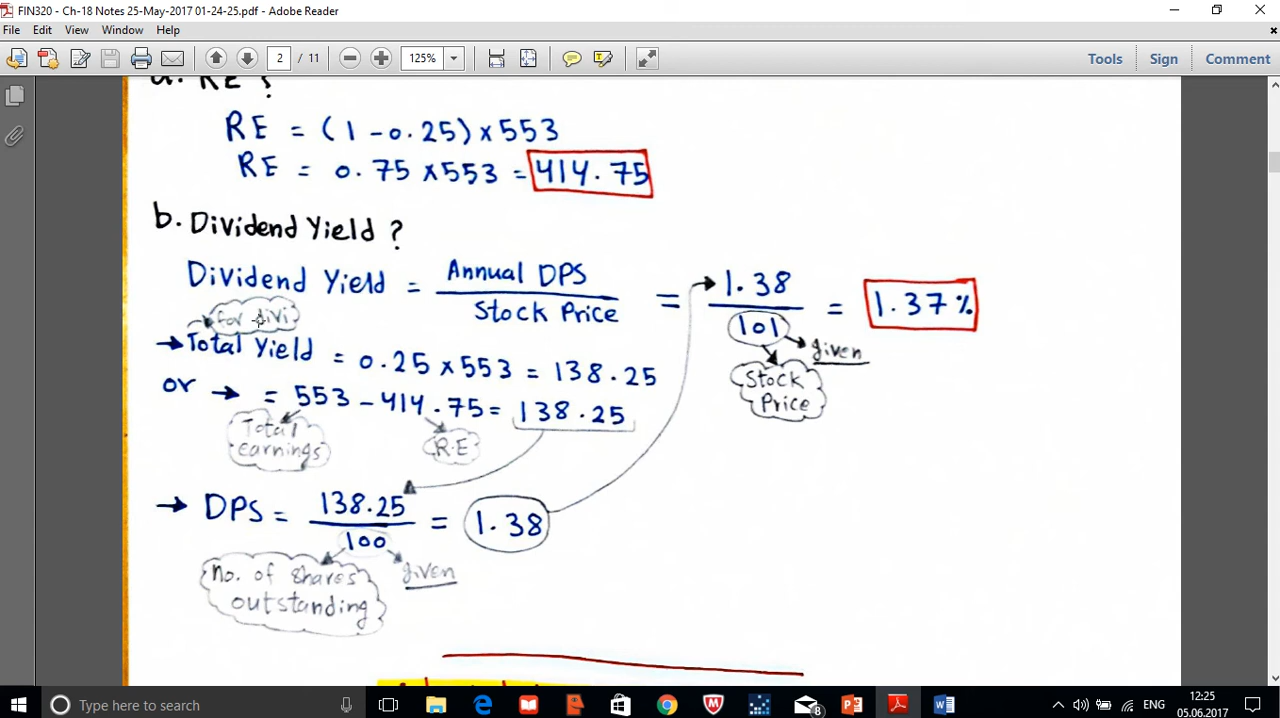 FIN320 - Ch-18 Notes 25-May-2017 01-24-25.pdf - Adobe Reader
File Edit View Window Help
2 / 11 125% Tools Sign Comment
a. RE ?
RE = (1 - 0.25) × 553
RE = 0.75 × 553 = 414.75
b. Dividend Yield ?
Dividend Yield = Annual DPS / Stock Price = 1.38 / 101 = 1.37%
for divi
given
Total Yield = 0.25 × 553 = 138.25
Stock Price
or = 553 - 414.75 = 138.25
Total earnings
R.E
DPS = 138.25 / 100 = 1.38
given
no. of shares outstanding
Type here to search
8
ENG
12:25
05.06.2017